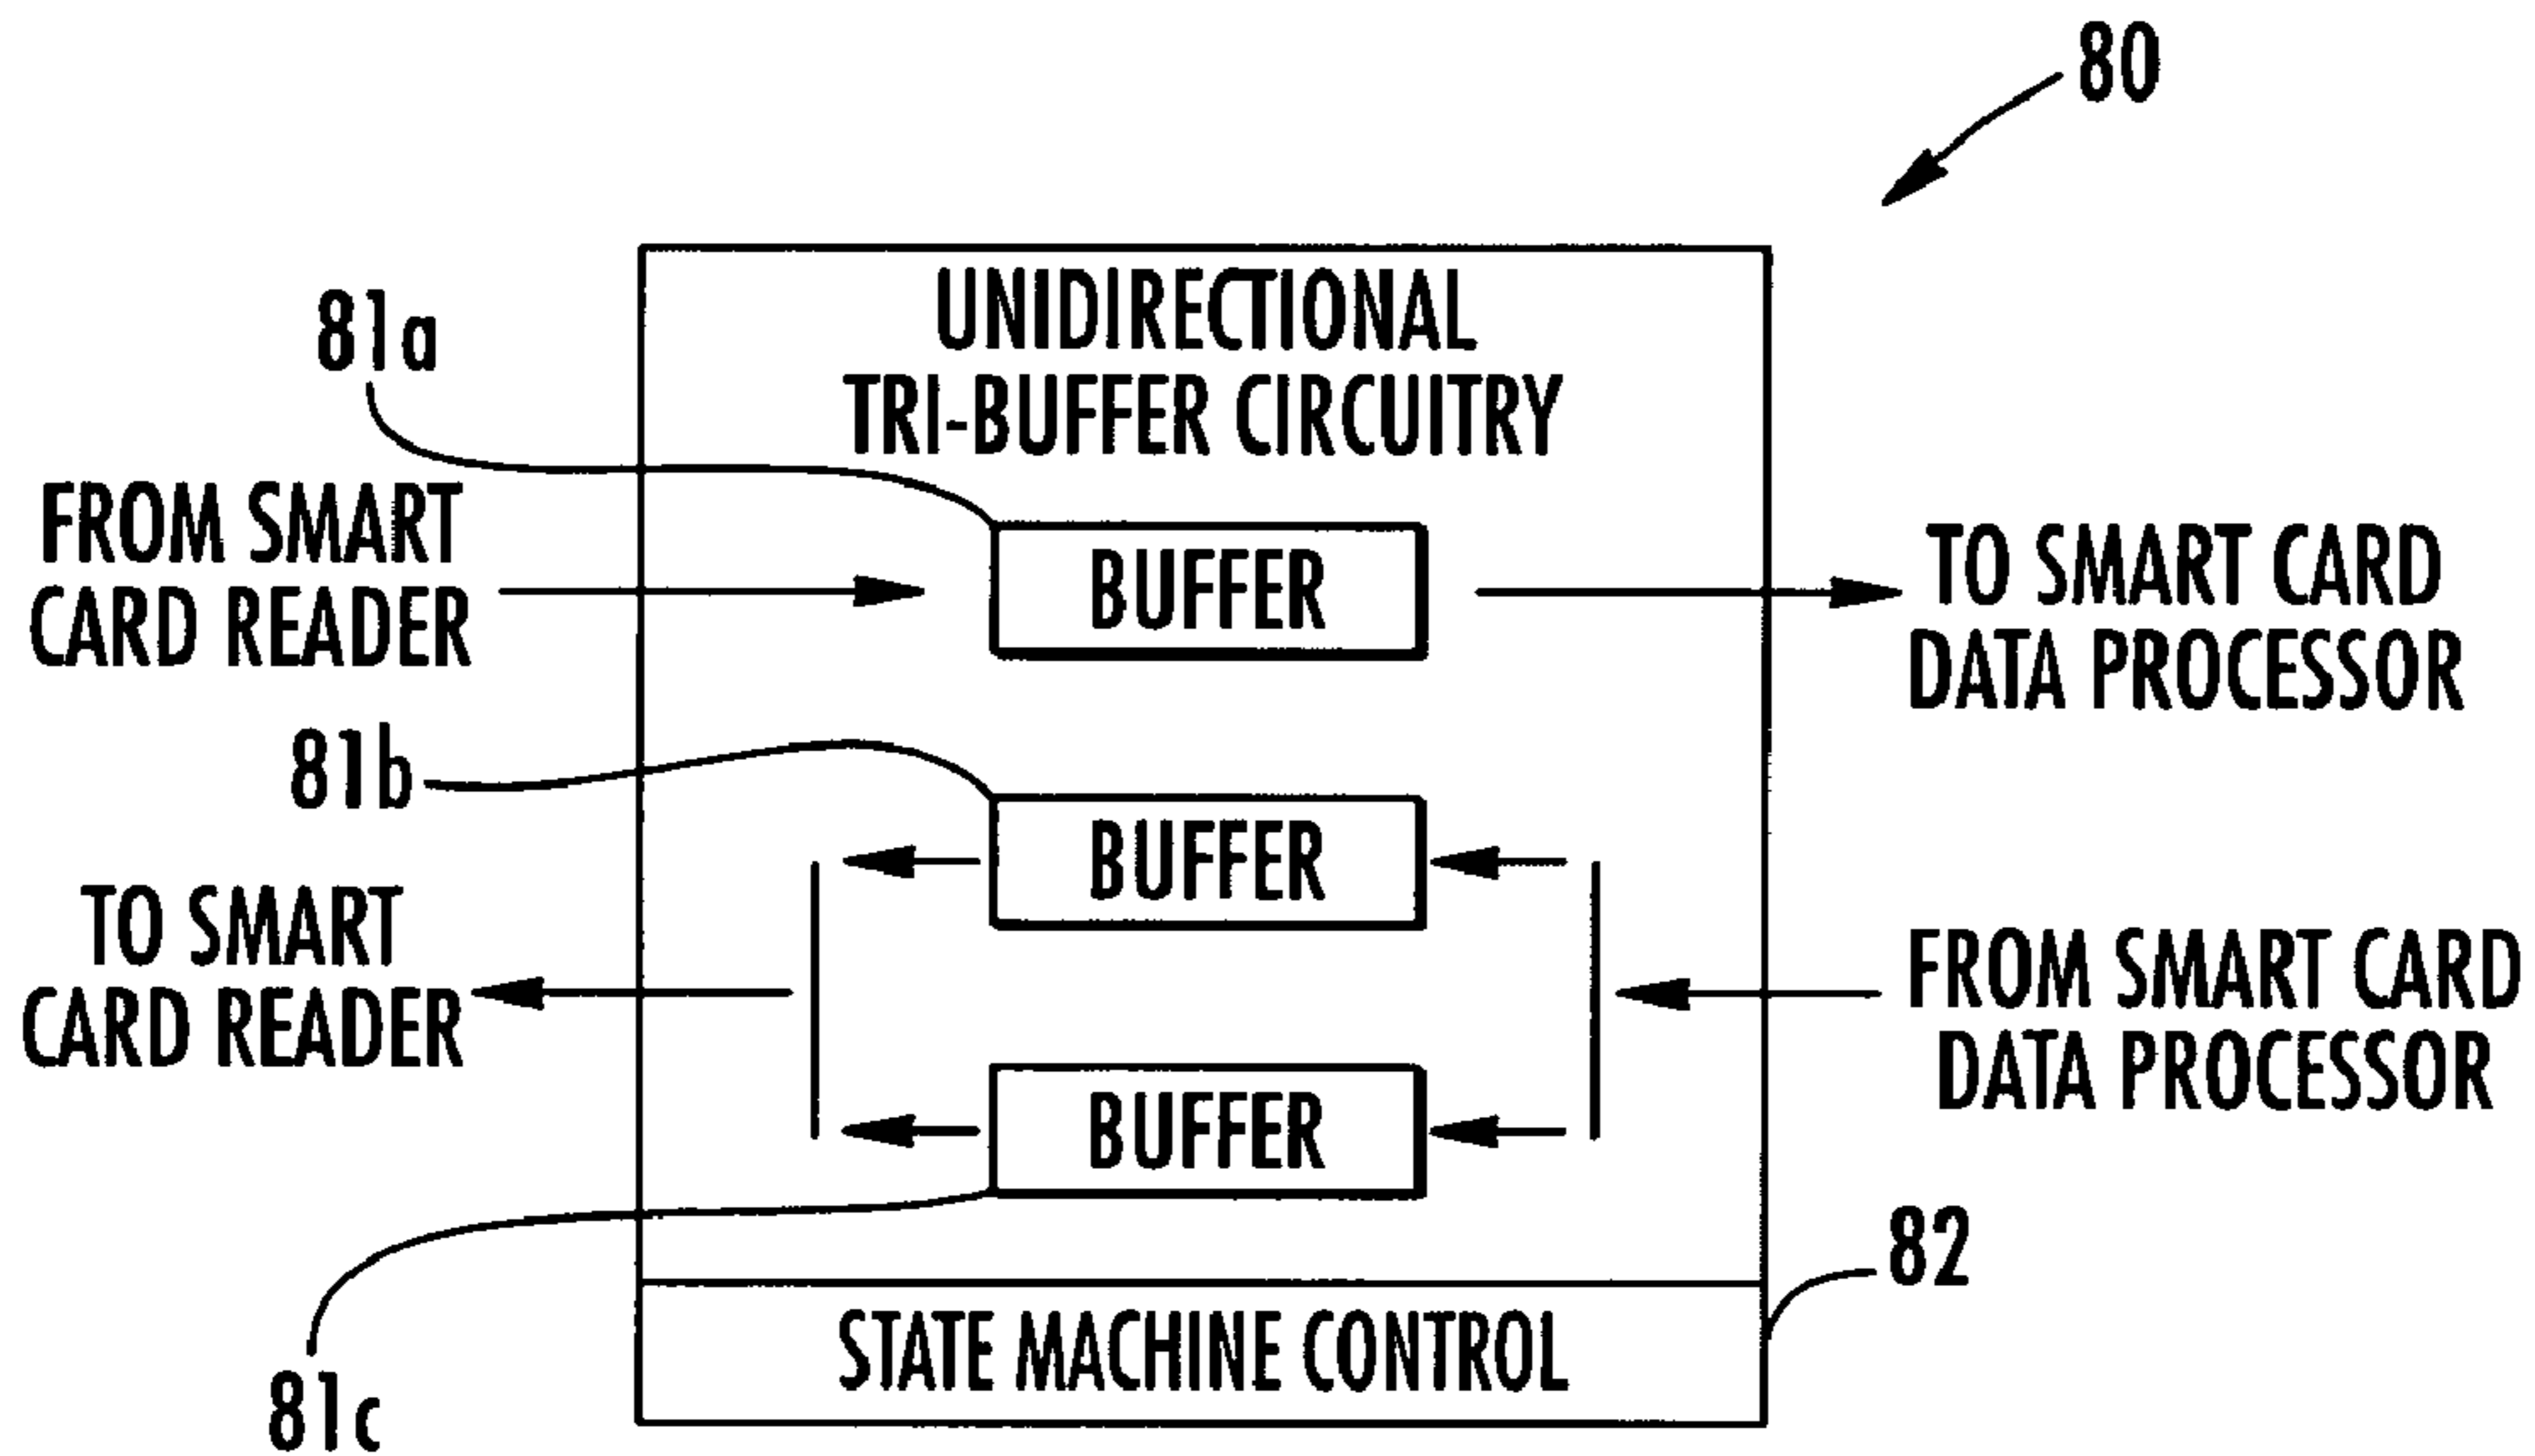 80
UNIDIRECTIONAL
TRI-BUFFER CIRCUITRY
81a
FROM SMART
CARD READER
BUFFER
TO SMART CARD
DATA PROCESSOR
81b
BUFFER
TO SMART
CARD READER
FROM SMART CARD
DATA PROCESSOR
BUFFER
82
STATE MACHINE CONTROL
81c